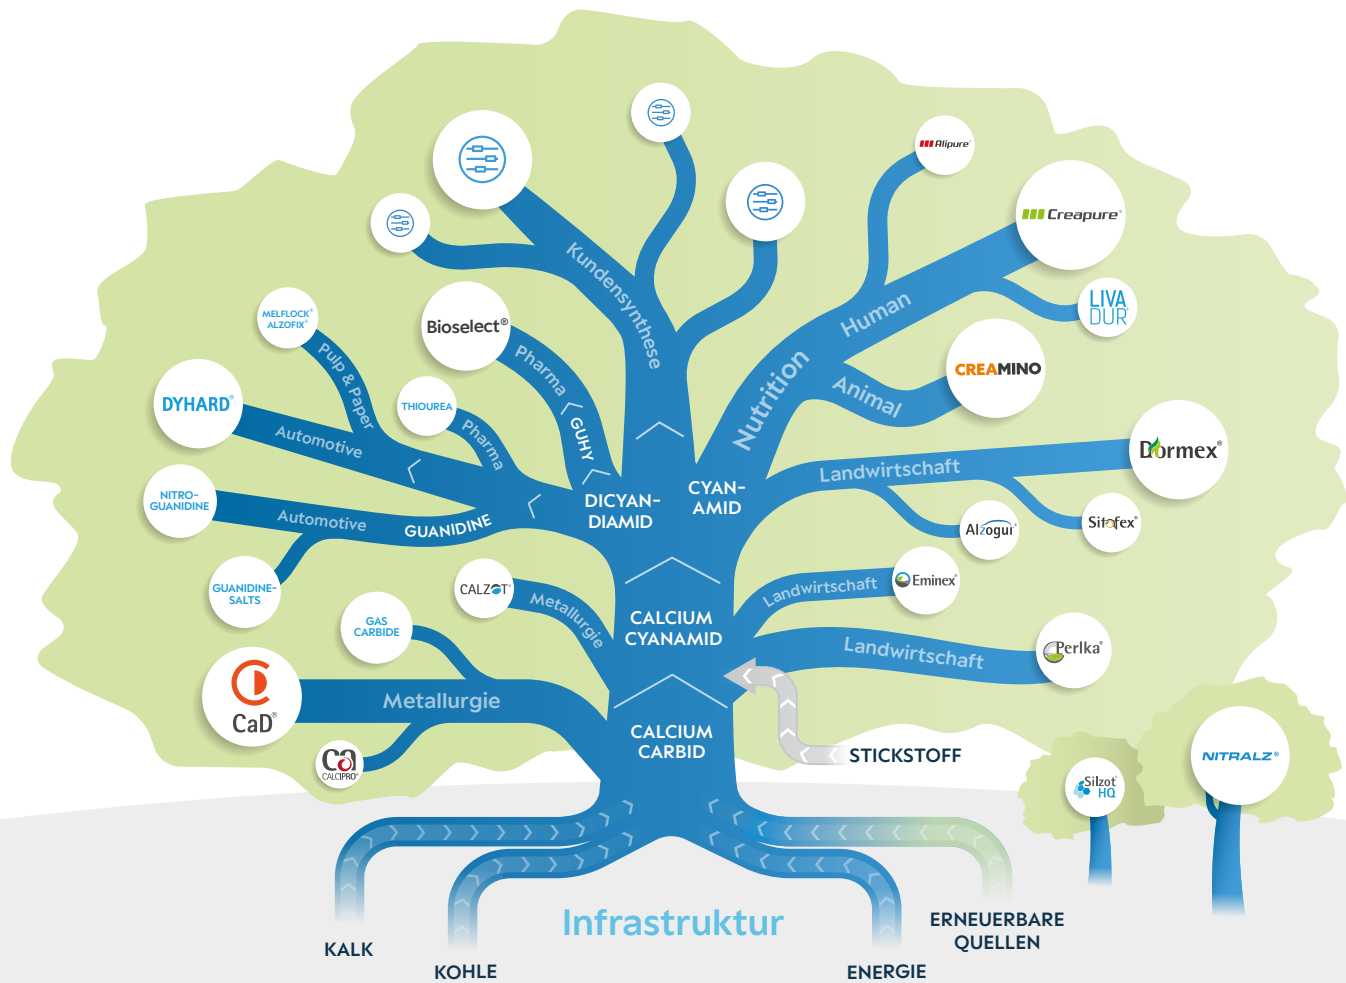 Alipure®
Creapure®
LIVA
DUR®
Kundensynthese
Human
Nutrition
Animal
CREAMINO
MELFLOCK®
ALZOFIX®
Bioselect®
Pulp & Paper
Pharma
GUHY
DYHARD®
THIOUREA
Pharma
Automotive
Landwirtschaft
Dormex®
NITRO-
GUANIDINE
Automotive
GUANIDINE
DICYAN-
DIAMID
CYAN-
AMID
Alzogur®
Sitofex®
GUANIDINE-
SALTS
CALZOT®
Metallurgie
Landwirtschaft
Eminex®
GAS
CARBIDE
CALCIUM
CYANAMID
Landwirtschaft
Perlka®
CaD®
Metallurgie
CALCIUM
CARBID
ca
CALCIPRO®
STICKSTOFF
Silzot®
HQ
NITRALZ®
Infrastruktur
KALK
KOHLE
ENERGIE
ERNEUERBARE
QUELLEN